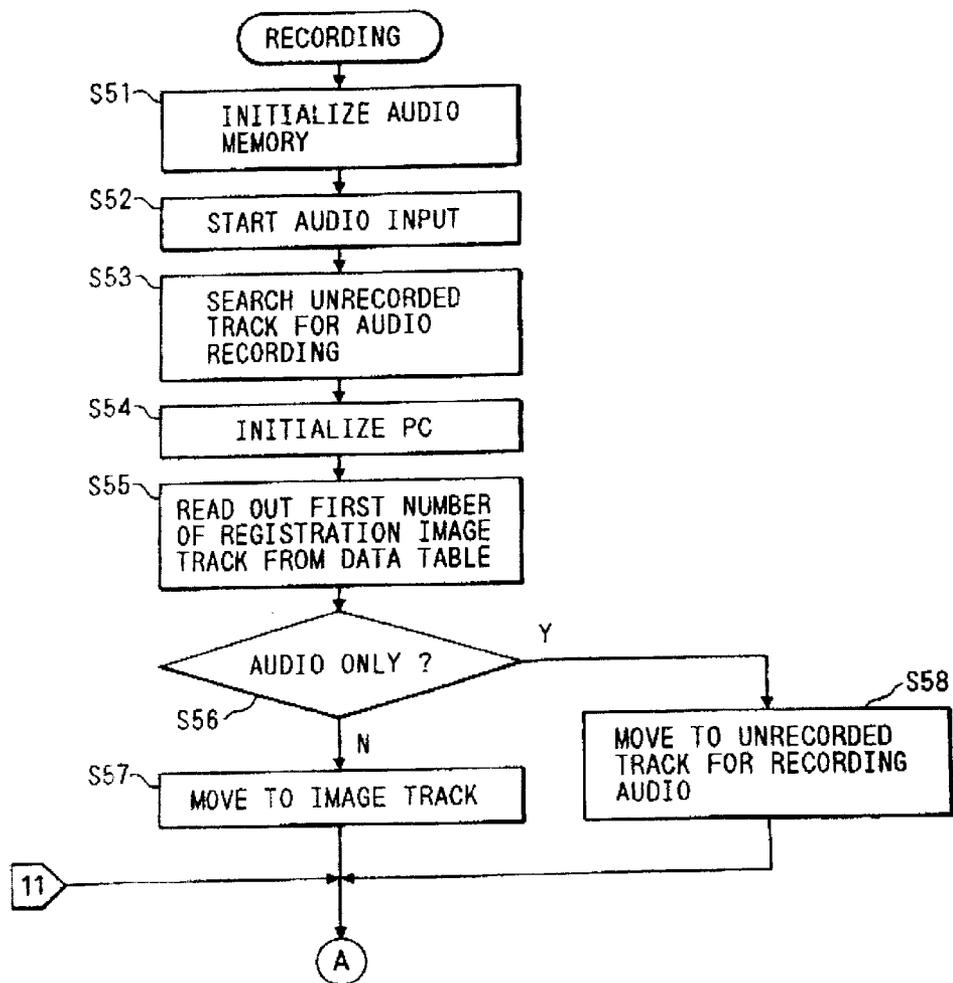 RECORDING
S51
INITIALIZE AUDIO
MEMORY
S52
START AUDIO INPUT
S53
SEARCH UNRECORDED
TRACK FOR AUDIO
RECORDING
S54
INITIALIZE PC
S55
READ OUT FIRST NUMBER
OF REGISTRATION IMAGE
TRACK FROM DATA TABLE
AUDIO ONLY ?
Y
S56
N
S58
MOVE TO UNRECORDED
TRACK FOR RECORDING
AUDIO
S57
MOVE TO IMAGE TRACK
11
A